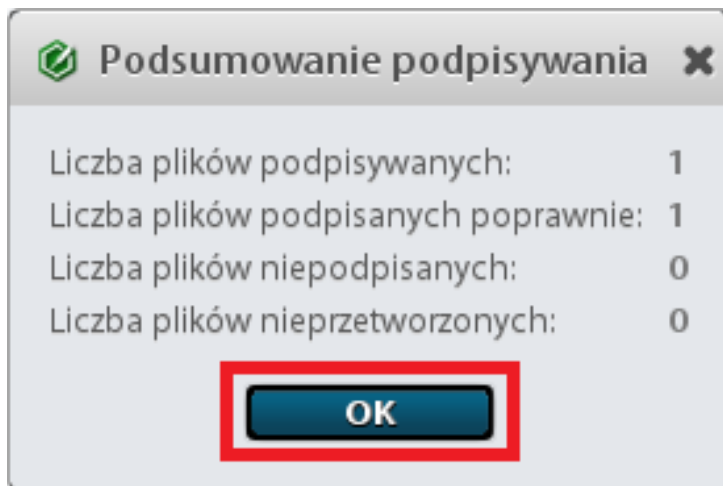 Podsumowanie podpisywania
Liczba plików podpisywanych: 1
Liczba plików podpisanych poprawnie: 1
Liczba plików niepodpisanych: 0
Liczba plików nieprzetworzonych: 0
OK